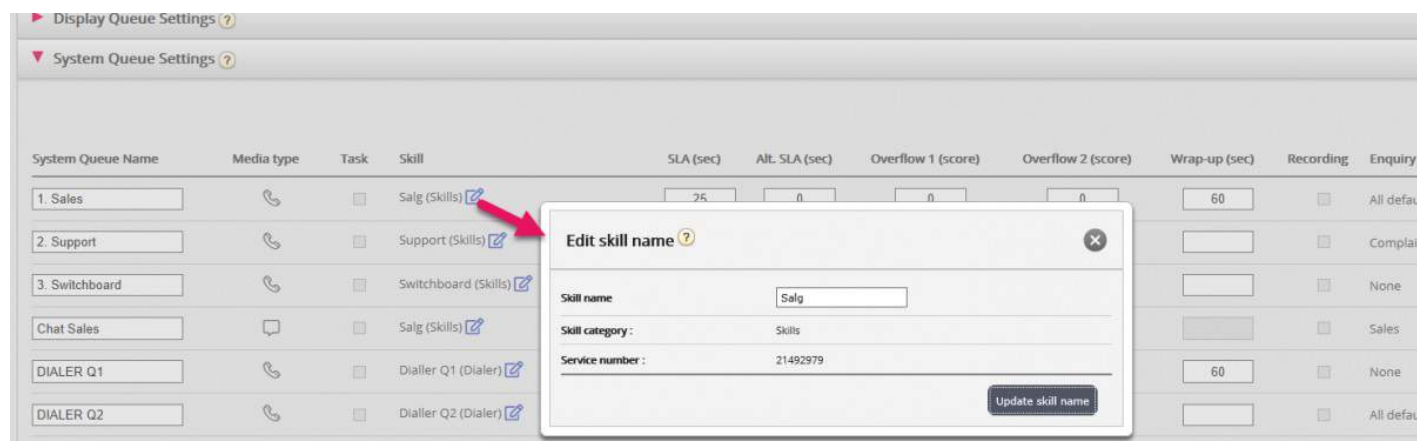 Display Queue Settings ?
System Queue Settings ?
System Queue Name Media type Task Skill SLA (sec) Alt. SLA (sec) Overflow 1 (score) Overflow 2 (score) Wrap-up (sec) Recording Enquiry
1. Sales Salg (Skills) 25 0 0 0 60 All defau
2. Support Support (Skills) Complai
3. Switchboard Switchboard (Skills) None
Chat Sales Salg (Skills) Sales
DIALER Q1 Dialler Q1 (Dialer) 60 None
DIALER Q2 Dialler Q2 (Dialer) All defau
Edit skill name ?
Skill name Salg
Skill category : Skills
Service number : 21492979
Update skill name